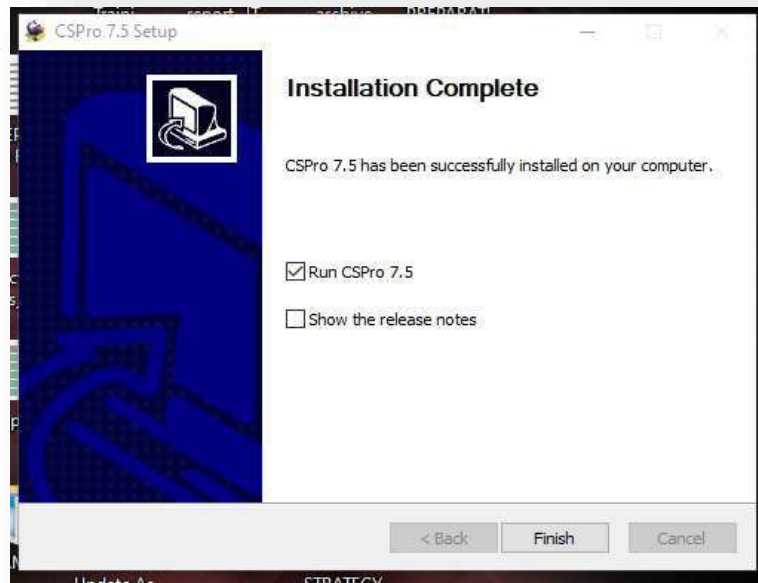 CSPro 7.5 Setup
Installation Complete
CSPro 7.5 has been successfully installed on your computer.
Run CSPro 7.5
Show the release notes
< Back
Finish
Cancel
STRATEGY